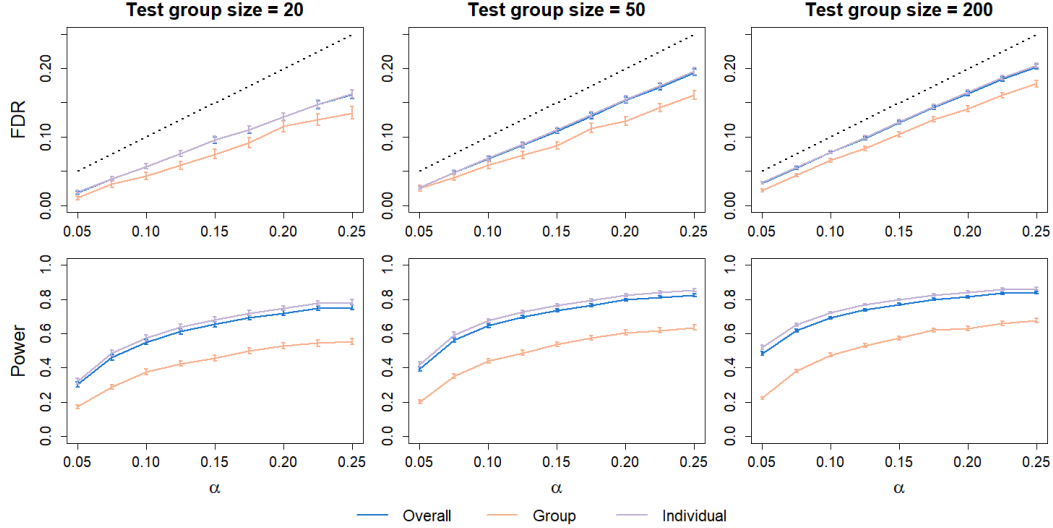 Test group size = 20
Test group size = 50
Test group size = 200
FDR
0.00 0.10 0.20
0.00 0.10 0.20
0.00 0.10 0.20
0.05 0.10 0.15 0.20 0.25
0.05 0.10 0.15 0.20 0.25
0.05 0.10 0.15 0.20 0.25
Power
0.0 0.2 0.4 0.6 0.8 1.0
0.0 0.2 0.4 0.6 0.8 1.0
0.0 0.2 0.4 0.6 0.8 1.0
0.05 0.10 0.15 0.20 0.25
0.05 0.10 0.15 0.20 0.25
0.05 0.10 0.15 0.20 0.25
α
α
α
Overall Group Individual